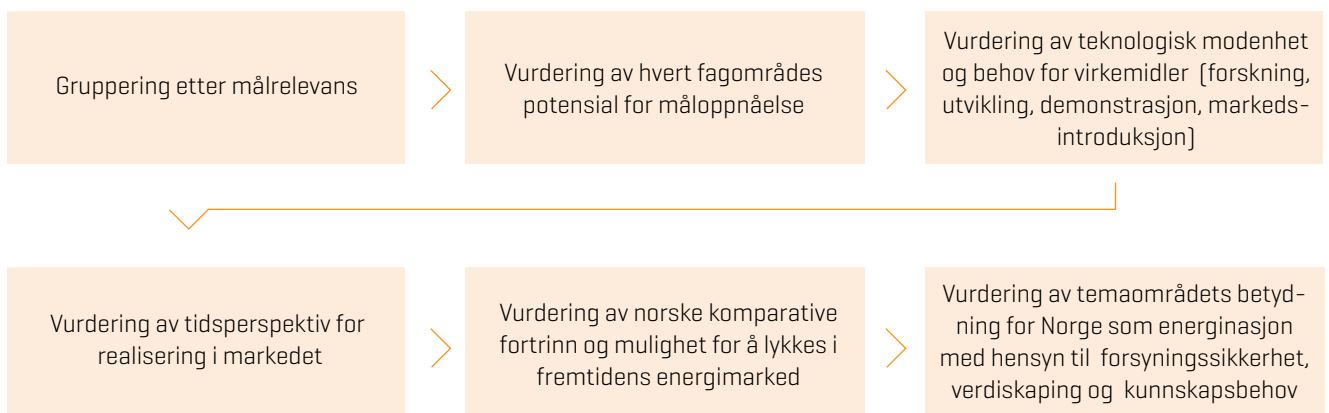 Gruppering etter målrelevans
Vurdering av hvert fagområdes
potensial for måloppnåelse
Vurdering av teknologisk modenhet
og behov for virkemidler (forskning,
utvikling, demonstrasjon, markeds-
introduksjon)
Vurdering av tidsperspektiv for
realisering i markedet
Vurdering av norske komparative
fortrinn og mulighet for å lykkes i
fremtidens energimarked
Vurdering av temaområdets betyd-
ning for Norge som energinasjon
med hensyn til forsyningssikkerhet,
verdiskaping og kunnskapsbehov